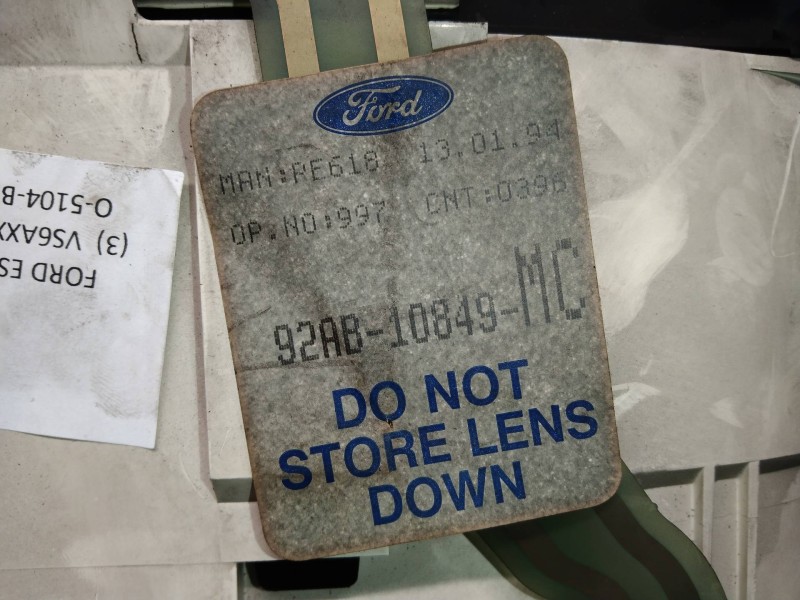 Ford
MAN:RE618 13.01.94
OP.NO:997 CNT:0396
92AB-10849-MC
DO NOT
STORE LENS
DOWN
FORD ES
(3) VS6AXX
O-5104-B